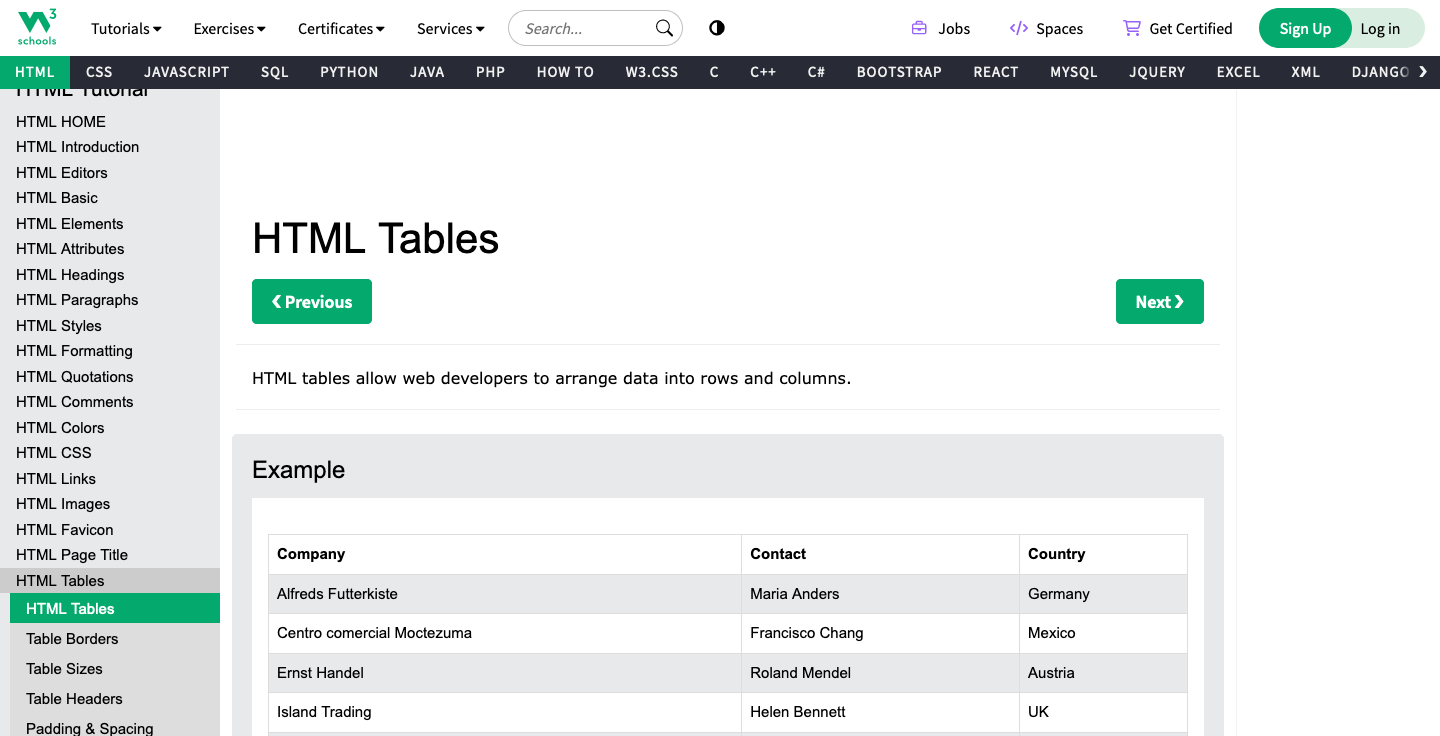 W3 schools
Tutorials Exercises Certificates Services Search... Jobs Spaces Get Certified Sign Up Log in
HTML CSS JAVASCRIPT SQL PYTHON JAVA PHP HOW TO W3.CSS C C++ C# BOOTSTRAP REACT MYSQL JQUERY EXCEL XML DJANGO ❯
HTML Tutorial
HTML HOME
HTML Introduction
HTML Editors
HTML Basic
HTML Elements
HTML Attributes
HTML Headings
HTML Paragraphs
HTML Styles
HTML Formatting
HTML Quotations
HTML Comments
HTML Colors
HTML CSS
HTML Links
HTML Images
HTML Favicon
HTML Page Title
HTML Tables
HTML Tables
Table Borders
Table Sizes
Table Headers
Padding & Spacing
HTML Tables
❮ Previous Next ❯
HTML tables allow web developers to arrange data into rows and columns.
Example
Company Contact Country
Alfreds Futterkiste Maria Anders Germany
Centro comercial Moctezuma Francisco Chang Mexico
Ernst Handel Roland Mendel Austria
Island Trading Helen Bennett UK